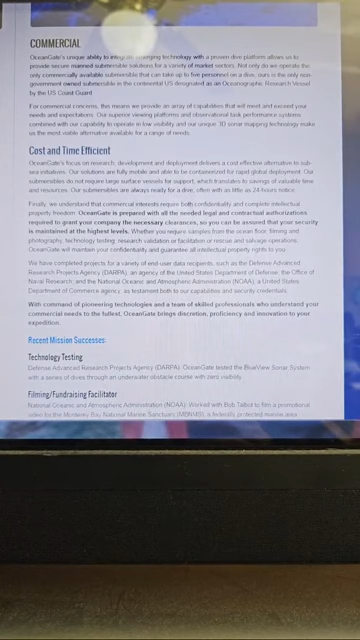 COMMERCIAL
OceanGate's unique ability to integrate emerging technology with a proven dive platform allows us to
provide secure manned submersible solutions for a variety of market sectors. Not only do we operate the
only commercially available submersible that can take up to five personnel on a dive, ours is the only non-
government owned submersible in the continental US designated as an Oceanographic Research Vessel
by the US Coast Guard.
For commercial concerns, this means we provide an array of capabilities that will meet and exceed your
needs and expectations. Our superior viewing platforms and observational task performance systems
combined with our capability to operate in low visibility and our unique 3D sonar mapping technology make
us the most viable alternative available for a range of needs.
Cost and Time Efficient
OceanGate's focus on research, development and deployment delivers a cost effective alternative to sub-
sea initiatives. Our solutions are fully mobile and able to be containerized for rapid global deployment. Our
submersibles do not require large surface vessels for support, which translates to savings of valuable time
and resources. Our submersibles are always ready for a dive, often with as little as 24 hours notice.
Finally, we understand that commercial interests require both confidentiality and complete intellectual
property freedom. OceanGate is prepared with all the needed legal and contractual authorizations
required to grant your company the necessary clearances, so you can be assured that your security
is maintained at the highest levels. Whether you require samples from the ocean floor, filming and
photography, technology testing, research validation or facilitation or rescue and salvage operations,
OceanGate will maintain your confidentiality and guarantee all intellectual property rights to you.
We have completed projects for a variety of end-user data recipients, such as the Defense Advanced
Research Projects Agency (DARPA), an agency of the United States Department of Defense, the Office of
Naval Research, and the National Oceanic and Atmospheric Administration (NOAA), a United States
Department of Commerce agency, as testament both to our capabilities and security credentials.
With command of pioneering technologies and a team of skilled professionals who understand your
commercial needs to the fullest, OceanGate brings discretion, proficiency and innovation to your
expedition.
Recent Mission Successes:
Technology Testing
Defense Advanced Research Projects Agency (DARPA): OceanGate tested the BlueView Sonar System
with a series of dives through an underwater obstacle course with zero visibility.
Filming/Fundraising Facilitator
National Oceanic and Atmospheric Administration (NOAA): Worked with Bob Talbot to film a promotional
video for the Monterey Bay National Marine Sanctuary (MBNMS), a federally protected marine area